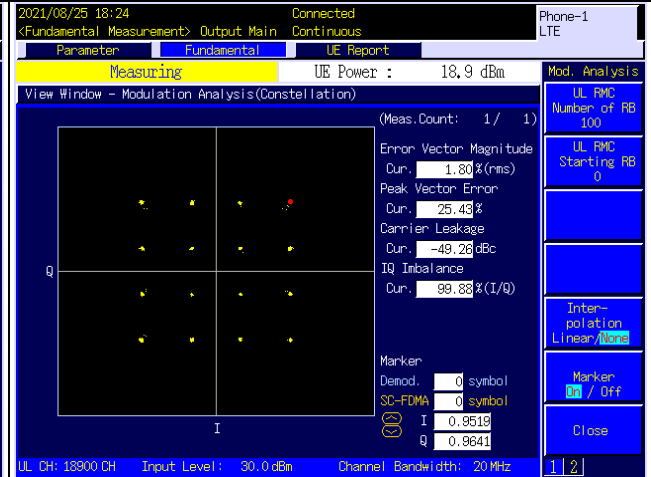 2021/08/25 18:24 Connected Phone-1
<Fundamental Measurement> Output Main Continuous LTE
Parameter Fundamental UE Report
Measuring UE Power : 18.9 dBm Mod. Analysis
View Window - Modulation Analysis(Constellation)
UL RMC
Number of RB
100
(Meas.Count: 1/ 1)
UL RMC
Starting RB
0
Error Vector Magnitude
Cur. 1.80 %(rms)
Peak Vector Error
Cur. 25.43 %
Carrier Leakage
Cur. -49.26 dBc
IQ Imbalance
Cur. 99.88 %(I/Q)
Q
I
Inter-
polation
Linear/None
Marker
Demod. 0 symbol
SC-FDMA 0 symbol
I 0.9519
Q 0.9641
Marker
On / Off
Close
UL CH: 18900 CH Input Level: 30.0 dBm Channel Bandwidth: 20 MHz 1 2